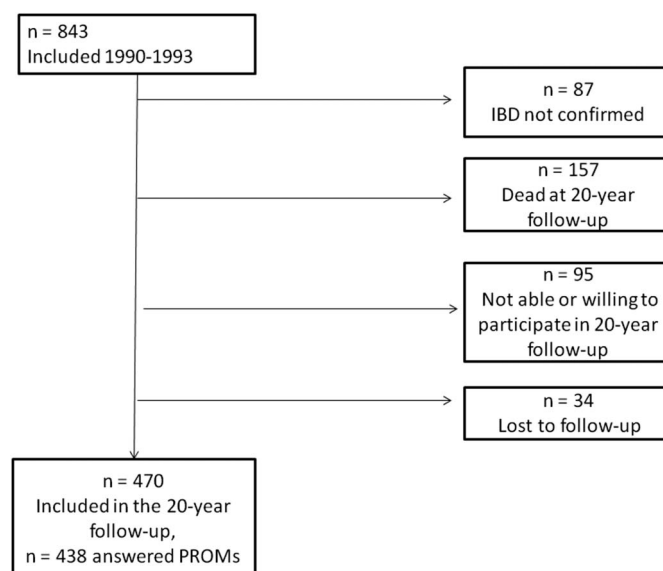 n = 843
Included 1990-1993
n = 87
IBD not confirmed
n = 157
Dead at 20-year
follow-up
n = 95
Not able or willing to
participate in 20-year
follow-up
n = 34
Lost to follow-up
n = 470
Included in the 20-year
follow-up,
n = 438 answered PROMs